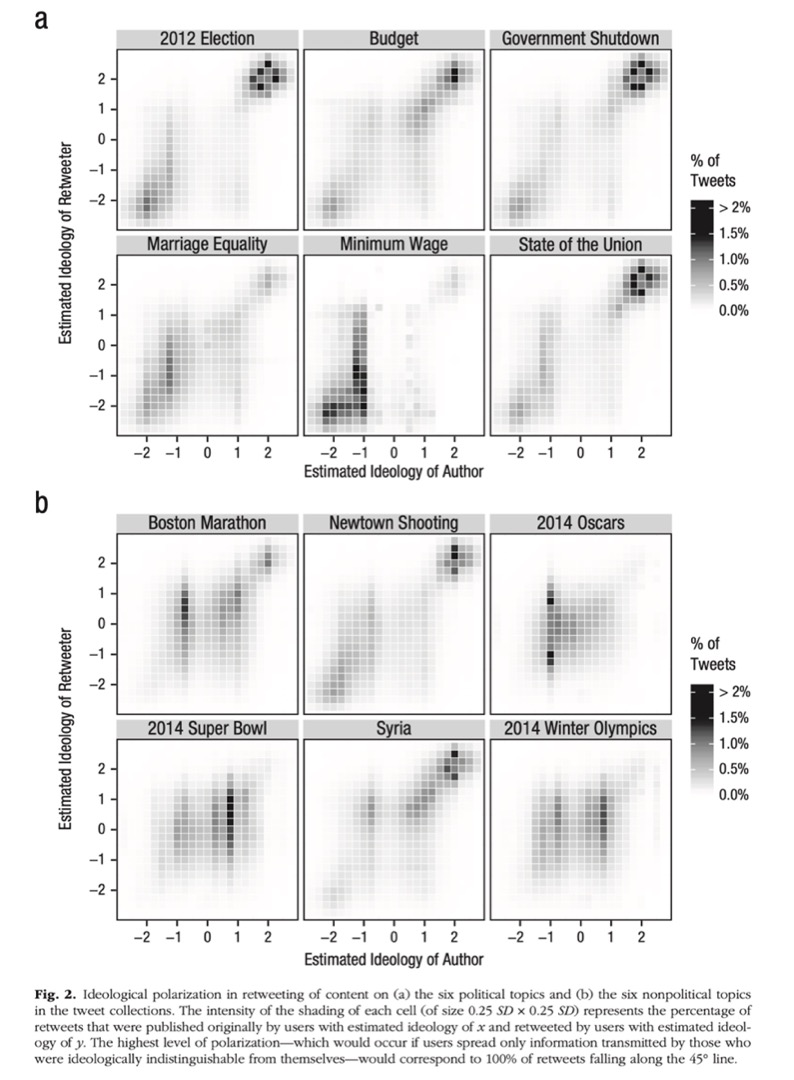 a
2012 Election
Budget
Government Shutdown
2
1
0
−1
−2
Marriage Equality
Minimum Wage
State of the Union
2
1
0
−1
−2
Estimated Ideology of Retweeter
−2 −1 0 1 2
−2 −1 0 1 2
−2 −1 0 1 2
Estimated Ideology of Author
% of
Tweets
> 2%
1.5%
1.0%
0.5%
0.0%
b
Boston Marathon
Newtown Shooting
2014 Oscars
2
1
0
−1
−2
2014 Super Bowl
Syria
2014 Winter Olympics
2
1
0
−1
−2
Estimated Ideology of Retweeter
−2 −1 0 1 2
−2 −1 0 1 2
−2 −1 0 1 2
Estimated Ideology of Author
% of
Tweets
> 2%
1.5%
1.0%
0.5%
0.0%
Fig. 2. Ideological polarization in retweeting of content on (a) the six political topics and (b) the six nonpolitical topics
in the tweet collections. The intensity of the shading of each cell (of size 0.25 SD × 0.25 SD) represents the percentage of
retweets that were published originally by users with estimated ideology of x and retweeted by users with estimated ideol-
ogy of y. The highest level of polarization—which would occur if users spread only information transmitted by those who
were ideologically indistinguishable from themselves—would correspond to 100% of retweets falling along the 45° line.